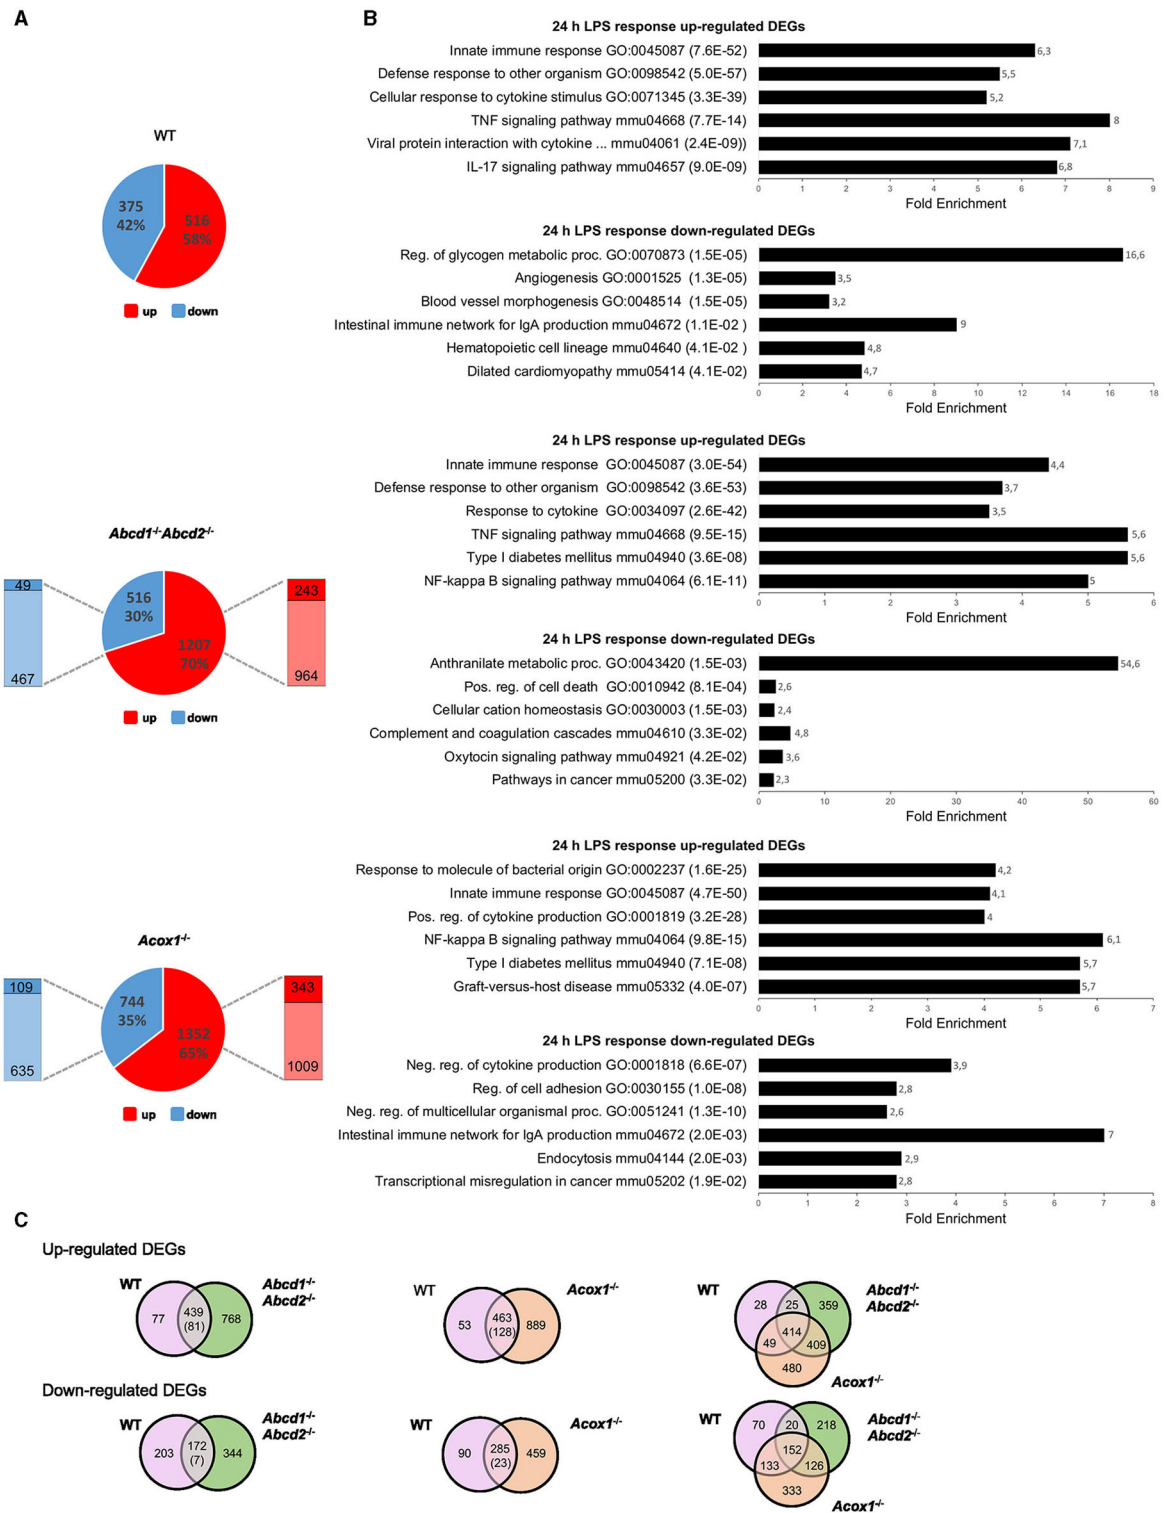 A
WT
375
42%
516
58%
up down
Abcd1-/-Abcd2-/-
49
467
516
30%
1207
70%
243
964
up down
Acox1-/-
109
635
744
35%
1352
65%
343
1009
up down
B
24 h LPS response up-regulated DEGs
Innate immune response GO:0045087 (7.6E-52) 6,3
Defense response to other organism GO:0098542 (5.0E-57) 5,5
Cellular response to cytokine stimulus GO:0071345 (3.3E-39) 5,2
TNF signaling pathway mmu04668 (7.7E-14) 8
Viral protein interaction with cytokine ... mmu04061 (2.4E-09)) 7,1
IL-17 signaling pathway mmu04657 (9.0E-09) 6,8
0 1 2 3 4 5 6 7 8 9
Fold Enrichment
24 h LPS response down-regulated DEGs
Reg. of glycogen metabolic proc. GO:0070873 (1.5E-05) 16,6
Angiogenesis GO:0001525 (1.3E-05) 3,5
Blood vessel morphogenesis GO:0048514 (1.5E-05) 3,2
Intestinal immune network for IgA production mmu04672 (1.1E-02 ) 9
Hematopoietic cell lineage mmu04640 (4.1E-02 ) 4,8
Dilated cardiomyopathy mmu05414 (4.1E-02) 4,7
0 2 4 6 8 10 12 14 16 18
Fold Enrichment
24 h LPS response up-regulated DEGs
Innate immune response GO:0045087 (3.0E-54) 4,4
Defense response to other organism GO:0098542 (3.6E-53) 3,7
Response to cytokine GO:0034097 (2.6E-42) 3,5
TNF signaling pathway mmu04668 (9.5E-15) 5,6
Type I diabetes mellitus mmu04940 (3.6E-08) 5,6
NF-kappa B signaling pathway mmu04064 (6.1E-11) 5
0 1 2 3 4 5 6
Fold Enrichment
24 h LPS response down-regulated DEGs
Anthranilate metabolic proc. GO:0043420 (1.5E-03) 54,6
Pos. reg. of cell death GO:0010942 (8.1E-04) 2,6
Cellular cation homeostasis GO:0030003 (1.5E-03) 2,4
Complement and coagulation cascades mmu04610 (3.3E-02) 4,8
Oxytocin signaling pathway mmu04921 (4.2E-02) 3,6
Pathways in cancer mmu05200 (3.3E-02) 2,3
0 10 20 30 40 50 60
Fold Enrichment
24 h LPS response up-regulated DEGs
Response to molecule of bacterial origin GO:0002237 (1.6E-25) 4,2
Innate immune response GO:0045087 (4.7E-50) 4,1
Pos. reg. of cytokine production GO:0001819 (3.2E-28) 4
NF-kappa B signaling pathway mmu04064 (9.8E-15) 6,1
Type I diabetes mellitus mmu04940 (7.1E-08) 5,7
Graft-versus-host disease mmu05332 (4.0E-07) 5,7
0 1 2 3 4 5 6 7
Fold Enrichment
24 h LPS response down-regulated DEGs
Neg. reg. of cytokine production GO:0001818 (6.6E-07) 3,9
Reg. of cell adhesion GO:0030155 (1.0E-08) 2,8
Neg. reg. of multicellular organismal proc. GO:0051241 (1.3E-10) 2,6
Intestinal immune network for IgA production mmu04672 (2.0E-03) 7
Endocytosis mmu04144 (2.0E-03) 2,9
Transcriptional misregulation in cancer mmu05202 (1.9E-02) 2,8
0 1 2 3 4 5 6 7 8
Fold Enrichment
C
Up-regulated DEGs
WT Abcd1-/-
Abcd2-/-
77 439 768
(81)
WT Acox1-/-
53 463 889
(128)
WT Abcd1-/-
Abcd2-/-
28 25 359
414
49 409
480
Acox1-/-
Down-regulated DEGs
WT Abcd1-/-
Abcd2-/-
203 172 344
(7)
WT Acox1-/-
90 285 459
(23)
WT Abcd1-/-
Abcd2-/-
70 20 218
152
133 126
333
Acox1-/-